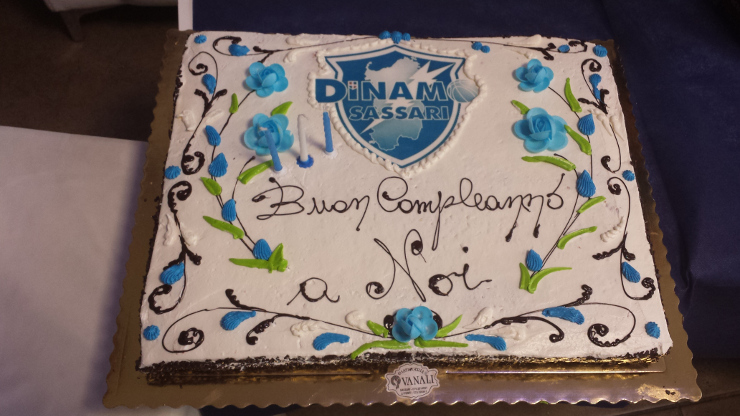 DINAMO
SASSARI
Buon Compleanno
a Noi
VANALI